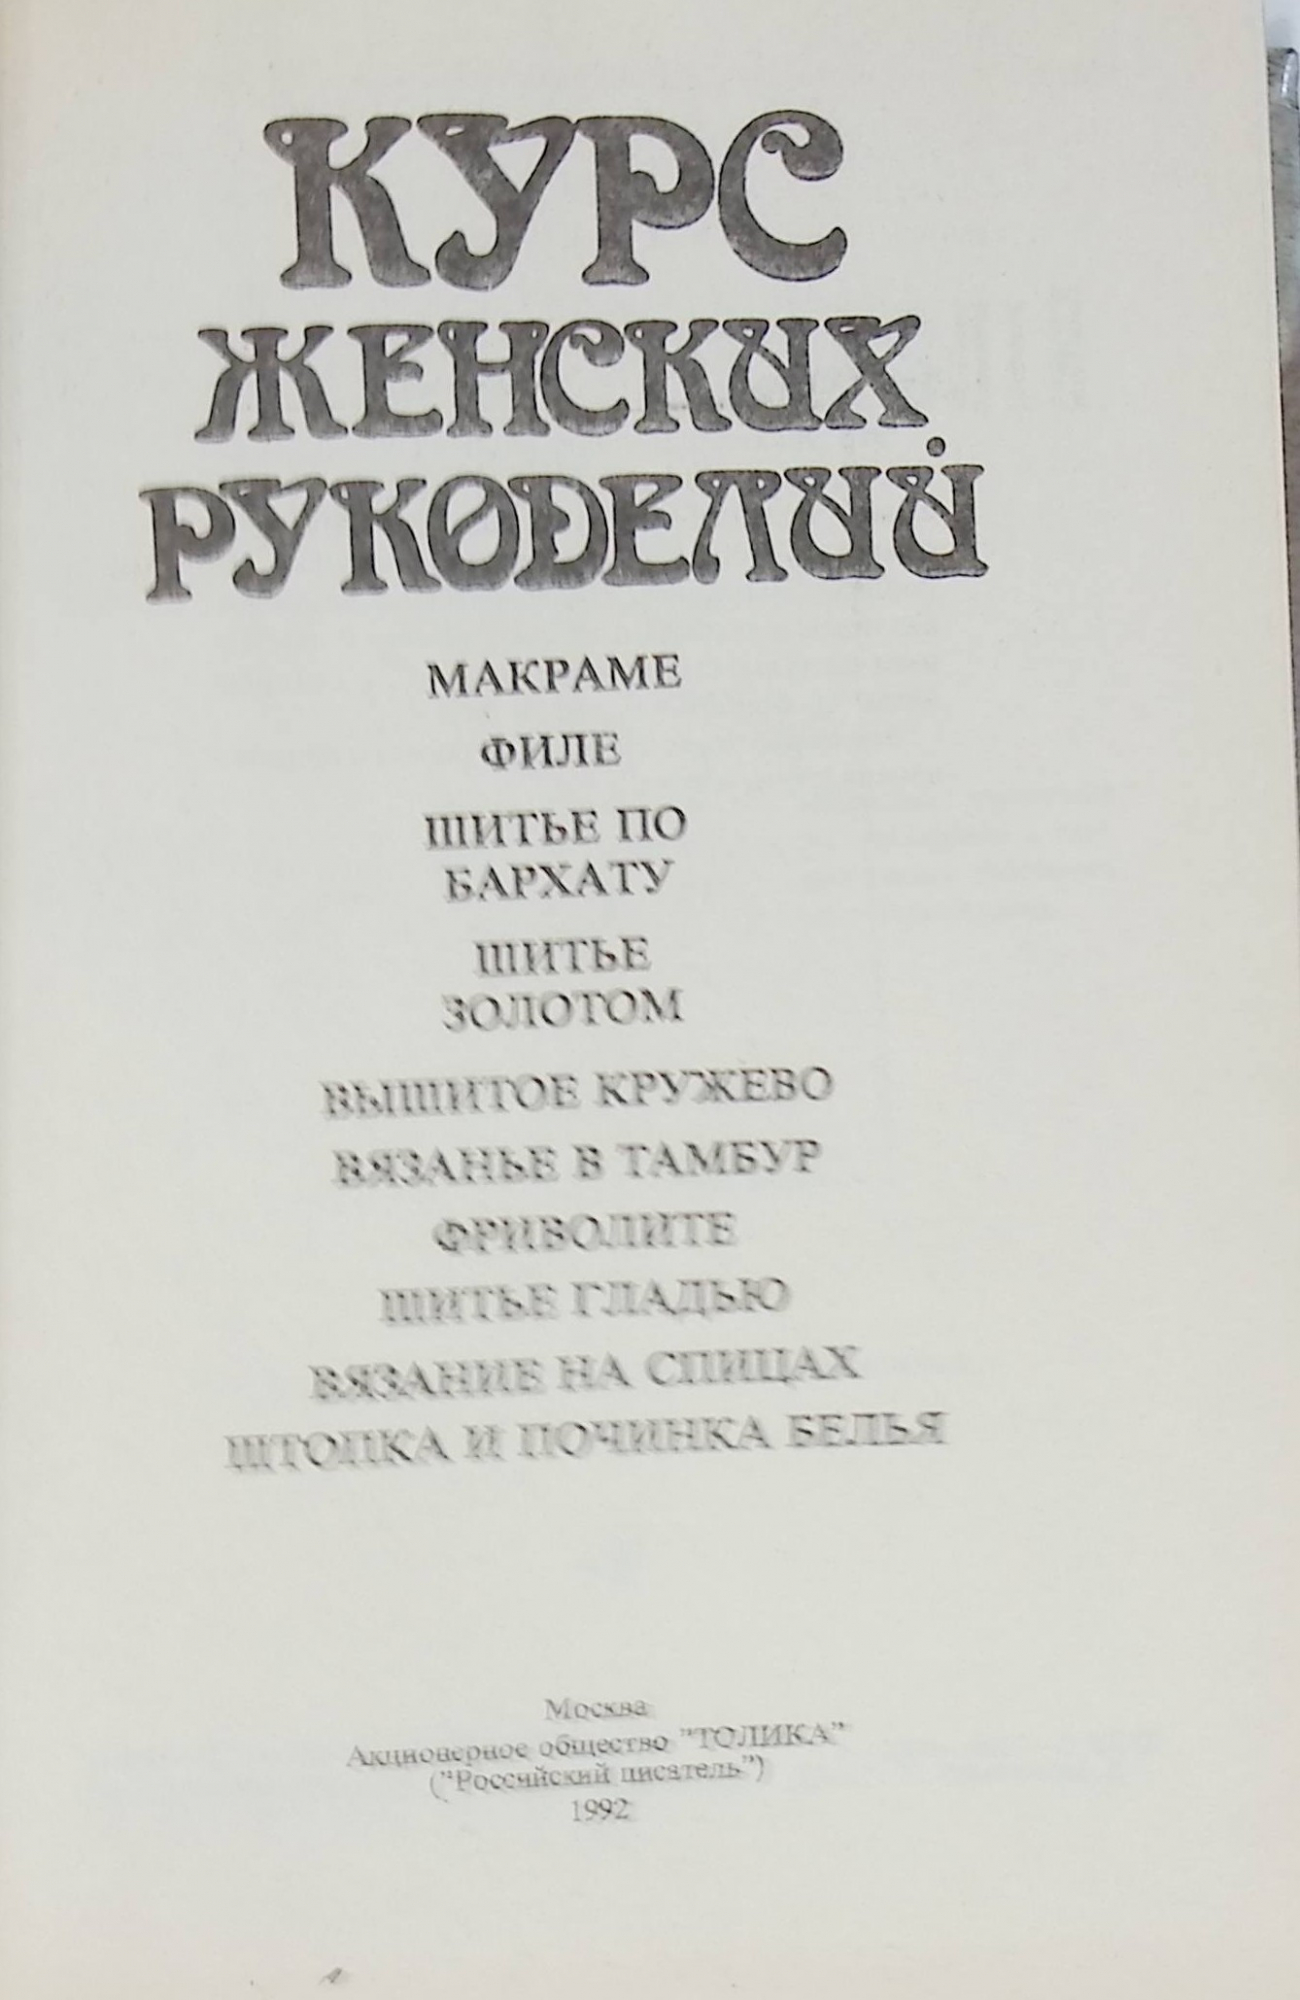 КУРС
ЖЕНСКИХ
РУКОДЕЛИЙ
МАКРАМЕ
ФИЛЕ
ШИТЬЕ ПО
БАРХАТУ
ШИТЬЕ
ЗОЛОТОМ
ВЫШИТОЕ КРУЖЕВО
ВЯЗАНЬЕ В ТАМБУР
ФРИВОЛИТЕ
ШИТЬЕ ГЛАДЬЮ
ВЯЗАНИЕ НА СПИЦАХ
ШТОПКА И ПОЧИНКА БЕЛЬЯ
Москва
Акционерное общество "ТОЛИКА"
("Российский писатель")
1992